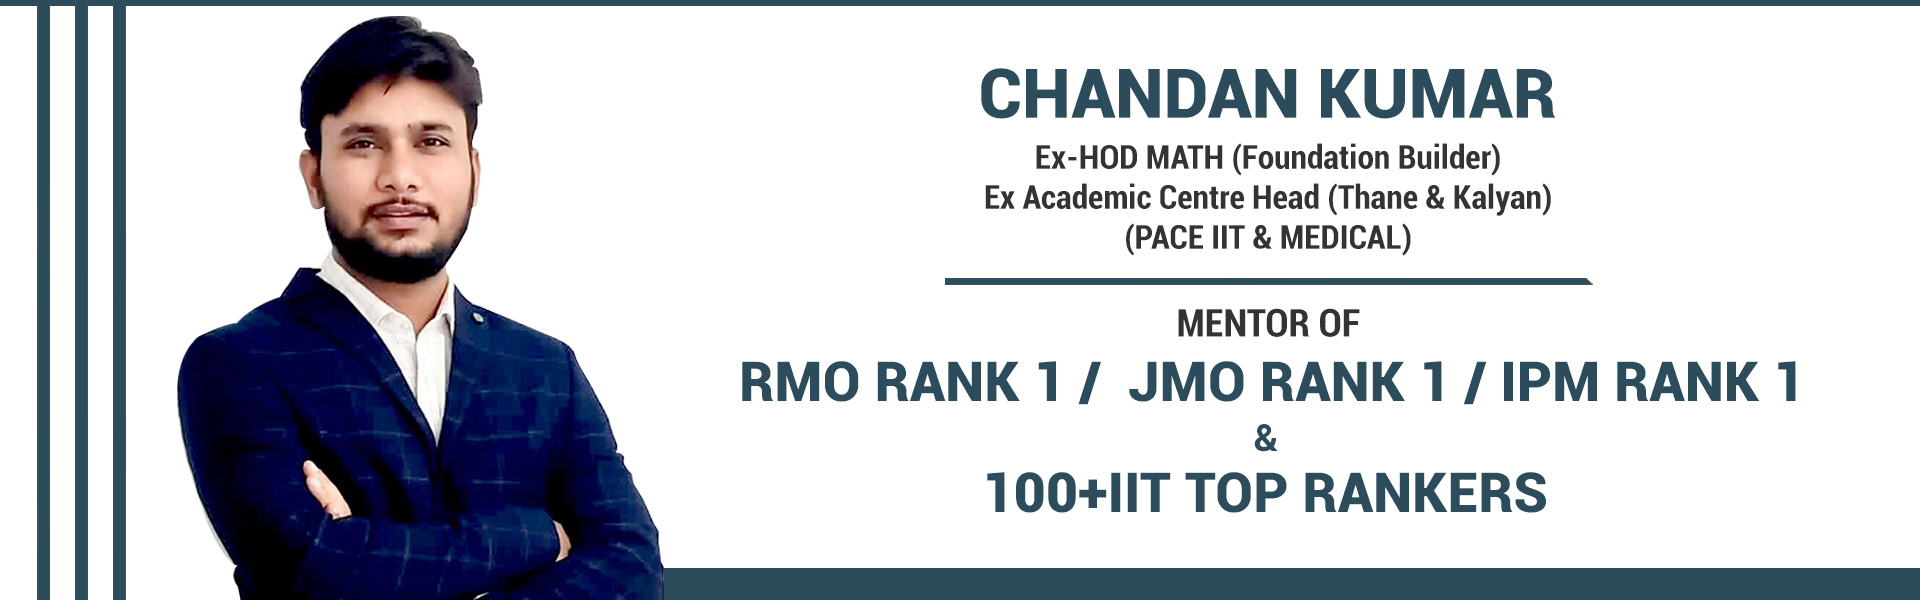 CHANDAN KUMAR
Ex-HOD MATH (Foundation Builder)
Ex Academic Centre Head (Thane & Kalyan)
(PACE IIT & MEDICAL)
MENTOR OF
RMO RANK 1 / JMO RANK 1 / IPM RANK 1
&
100+IIT TOP RANKERS